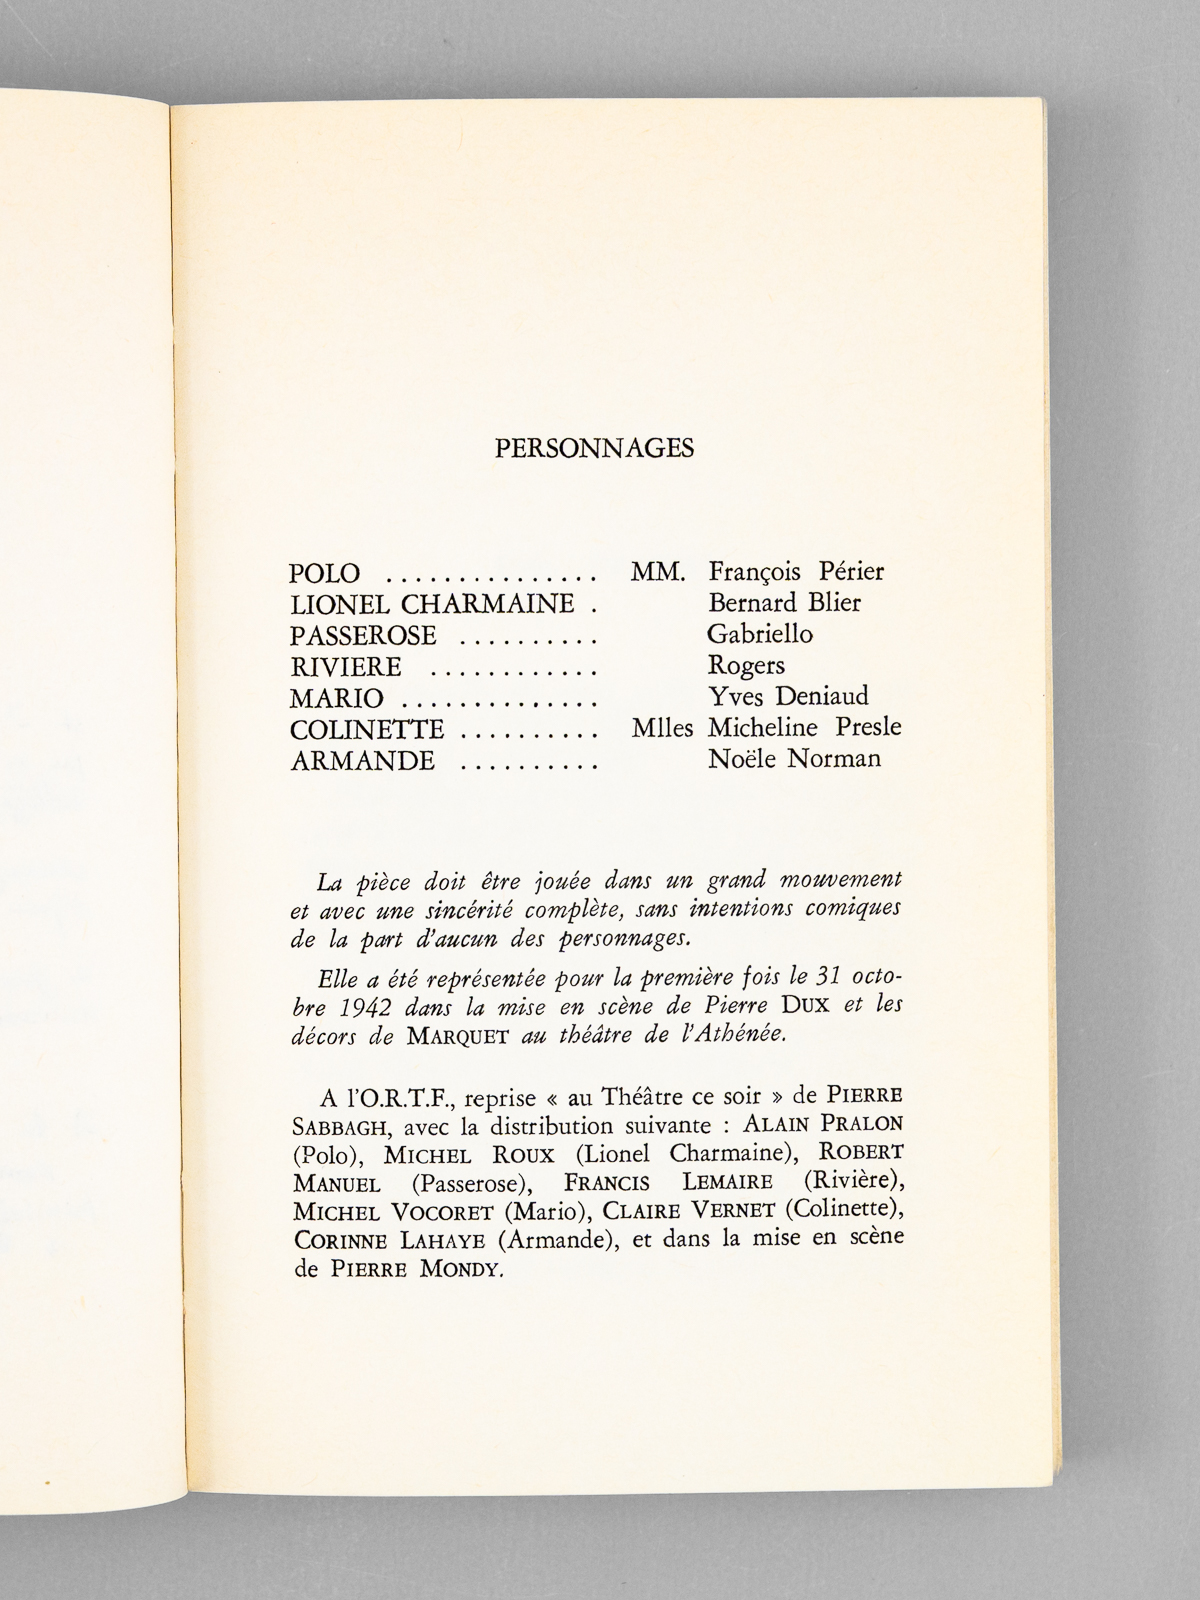 PERSONNAGES
POLO ............... MM. François Périer
LIONEL CHARMAINE . Bernard Blier
PASSEROSE .......... Gabriello
RIVIERE ............ Rogers
MARIO .............. Yves Deniaud
COLINETTE .......... Mlles Micheline Presle
ARMANDE .......... Noële Norman
La pièce doit être jouée dans un grand mouvement
et avec une sincérité complète, sans intentions comiques
de la part d'aucun des personnages.
Elle a été représentée pour la première fois le 31 octo-
bre 1942 dans la mise en scène de Pierre DUX et les
décors de MARQUET au théâtre de l'Athénée.
A l'O.R.T.F., reprise « au Théâtre ce soir » de PIERRE
SABBAGH, avec la distribution suivante : ALAIN PRALON
(Polo), MICHEL ROUX (Lionel Charmaine), ROBERT
MANUEL (Passerose), FRANCIS LEMAIRE (Rivière),
MICHEL VOCORET (Mario), CLAIRE VERNET (Colinette),
CORINNE LAHAYE (Armande), et dans la mise en scène
de PIERRE MONDY.